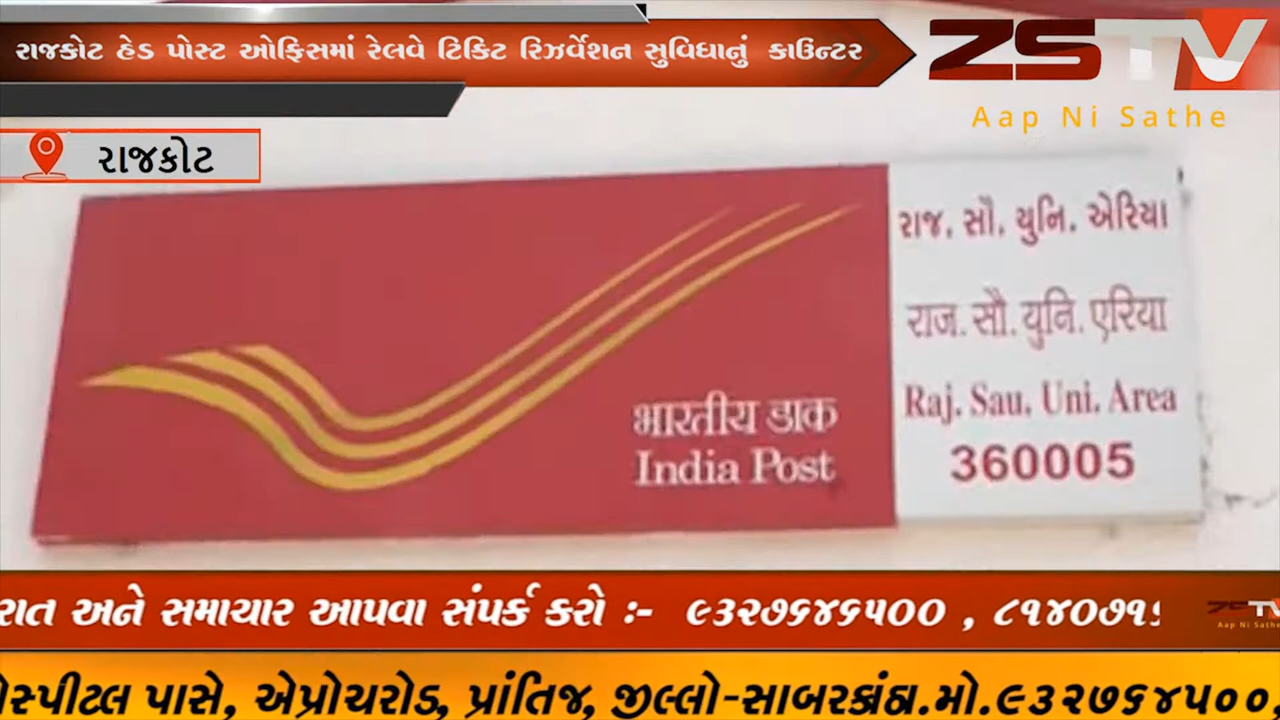 રાજકોટ હેડ પોસ્ટ ઓફિસમાં રેલવે ટિકિટ રિઝર્વેશન સુવિધાનું કાઉન્ટર
ZSTV
Aap Ni Sathe
રાજકોટ
રાજ. સૌ. યુનિ. એરિયા
राज. सौ. युनि. एरिया
Raj. Sau. Uni. Area
360005
भारतीय डाक
India Post
રાત અને સમાચાર આપવા સંપર્ક કરો :- ૯૩૨૭૬૪૬૫૦૦ , ૮૧૪૦૭૧
ZSTV
Aap Ni Sathe
પાસે, એપ્રોચરોડ, પ્રાંતિજ, જીલ્લો-સાબરકાંઠા.મો.૯૩૨૭૬૪૫૦૦